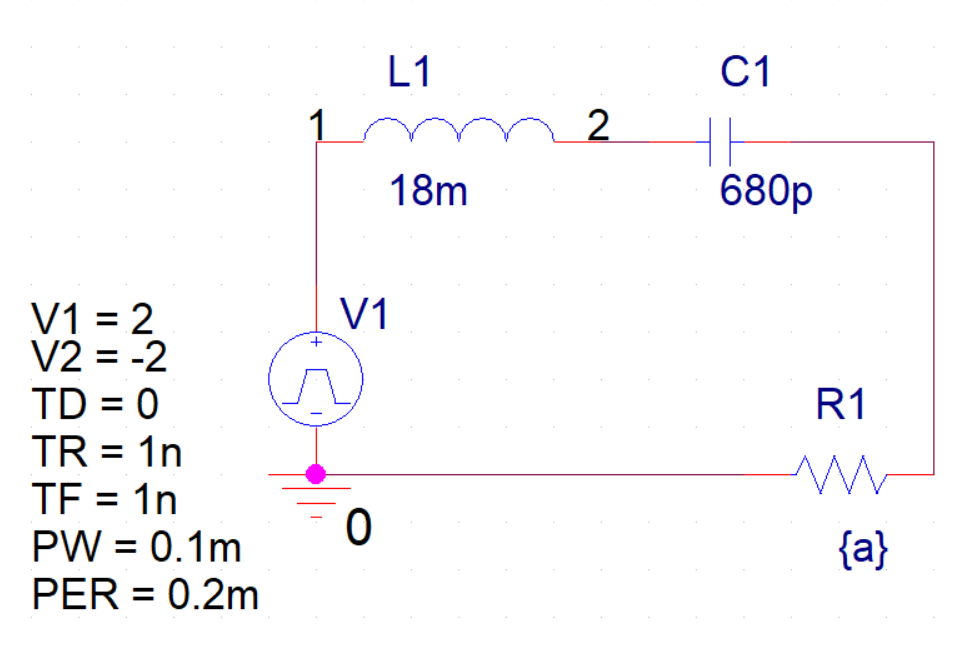 L1
C1
1
2
18m
680p
V1
V1 = 2
V2 = -2
TD = 0
TR = 1n
TF = 1n
PW = 0.1m
PER = 0.2m
R1
0
{a}